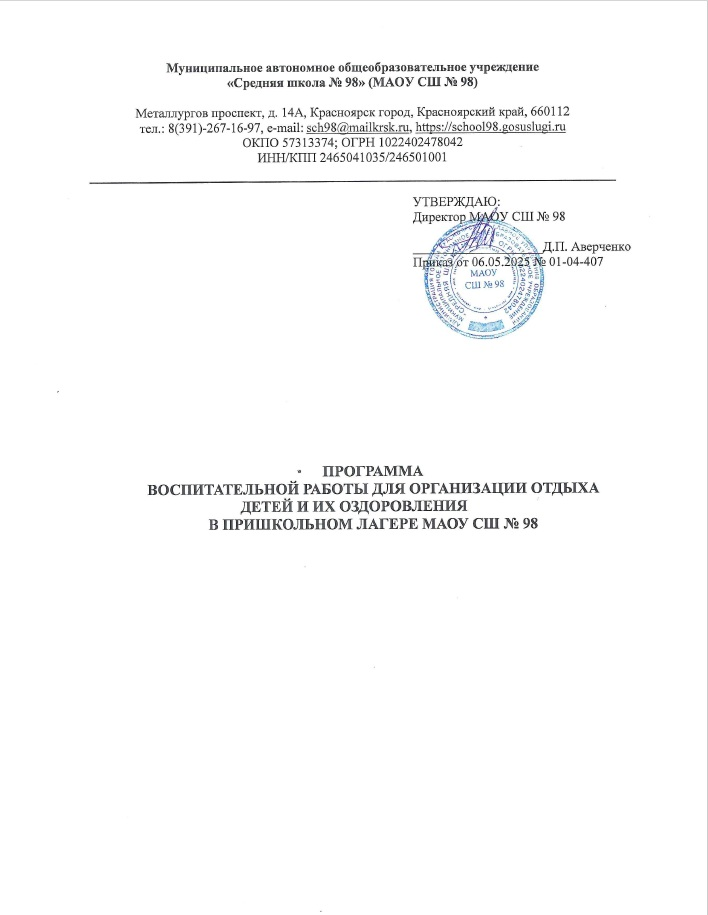 Муниципальное автономное общеобразовательное учреждение
«Средняя школа № 98» (МАОУ СШ № 98)
Металлургов проспект, д. 14А, Красноярск город, Красноярский край, 660112
тел.: 8(391)-267-16-97, e-mail: sch98@mailkrsk.ru, https://school98.gosuslugi.ru
ОКПО 57313374; ОГРН 1022402478042
ИНН/КПП 2465041035/246501001
УТВЕРЖДАЮ:
Директор МАОУ СШ № 98
Д.П. Аверченко
Приказ от 06.05.2025 № 01-04-407
МАОУ
СШ № 98
ПРОГРАММА
ВОСПИТАТЕЛЬНОЙ РАБОТЫ ДЛЯ ОРГАНИЗАЦИИ ОТДЫХА
ДЕТЕЙ И ИХ ОЗДОРОВЛЕНИЯ
В ПРИШКОЛЬНОМ ЛАГЕРЕ МАОУ СШ № 98